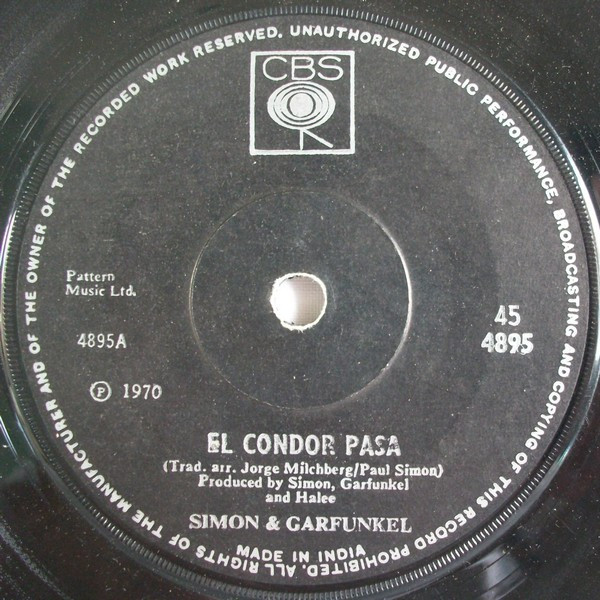 ALL RIGHTS OF THE MANUFACTURER AND OF THE OWNER OF THE RECORDED WORK RESERVED. UNAUTHORIZED PUBLIC PERFORMANCE, BROADCASTING AND COPYING OF THIS RECORD PROHIBITED.
CBS
Pattern
Music Ltd.
45
4895A
4895
Ⓟ 1970
EL CONDOR PASA
(Trad. arr. Jorge Milchberg/Paul Simon)
Produced by Simon, Garfunkel
and Halee
SIMON & GARFUNKEL
MADE IN INDIA